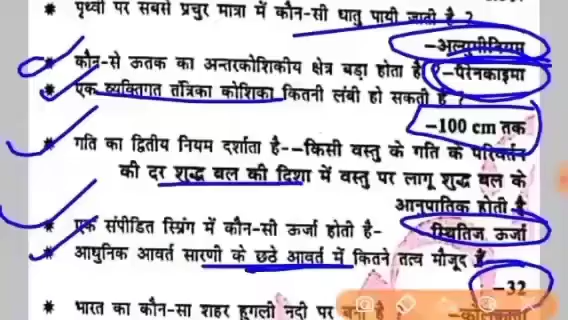 * पृथ्वी पर सबसे प्रचुर मात्रा में कौन-सी धातु पायी जाती है ?
–अल्युमीनियम
* कौन-से ऊतक का अन्तरकोशिकीय क्षेत्र बड़ा होता है ? –पैरेनकाइमा
* एक व्यक्तिगत तंत्रिका कोशिका कितनी लंबी हो सकती है ?
–100 cm तक
* गति का द्वितीय नियम दर्शाता है--किसी वस्तु के गति के परिवर्तन
की दर शुद्ध बल की दिशा में वस्तु पर लागू शुद्ध बल के
आनुपातिक होती है
* एक संपीडित स्प्रिंग में कौन-सी ऊर्जा होती है- स्थितिज ऊर्जा
* आधुनिक आवर्त सारणी के छठे आवर्त में कितने तत्व मौजूद हैं
–32
* भारत का कौन-सा शहर हुगली नदी पर बसा है